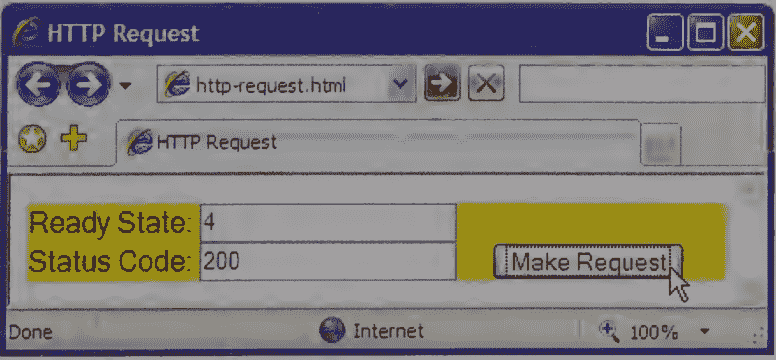 HTTP Request
http-request.html
HTTP Request
Ready State: 4
Status Code: 200
Make Request
Done Internet 100%